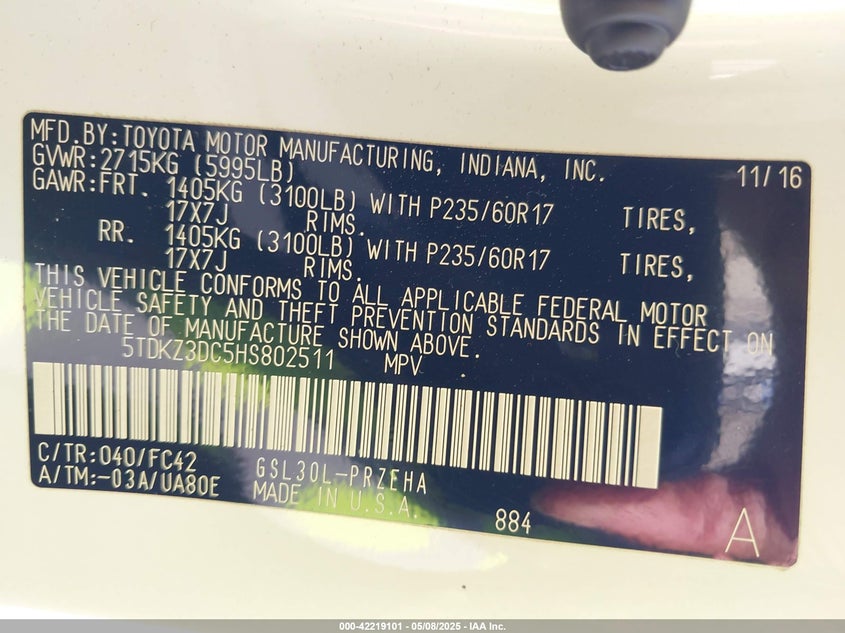 MFD.BY:TOYOTA MOTOR MANUFACTURING, INDIANA, INC. 11/16
GVWR:2715KG (5995LB)
GAWR:FRT. 1405KG (3100LB) WITH P235/60R17 TIRES,
17X7J RIMS.
RR. 1405KG (3100LB) WITH P235/60R17 TIRES,
17X7J RIMS.
THIS VEHICLE CONFORMS TO ALL APPLICABLE FEDERAL MOTOR
VEHICLE SAFETY AND THEFT PREVENTION STANDARDS IN EFFECT ON
THE DATE OF MANUFACTURE SHOWN ABOVE.
5TDKZ3DC5HS802511 MPV
C/TR:040/FC42 GSL30L-PRZEHA
A/TM:-03A/UA80E MADE IN U.S.A.
884 A
000-42219101 - 05/08/2025 - IAA Inc.